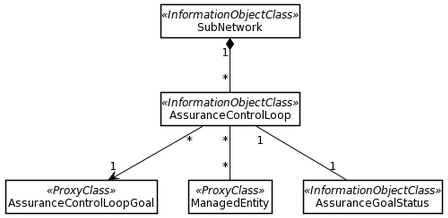 «InformationObjectClass»
SubNetwork
1
*
«InformationObjectClass»
AssuranceControlLoop
* * 1
1 * 1
«ProxyClass» «ProxyClass» «InformationObjectClass»
AssuranceControlLoopGoal ManagedEntity AssuranceGoalStatus